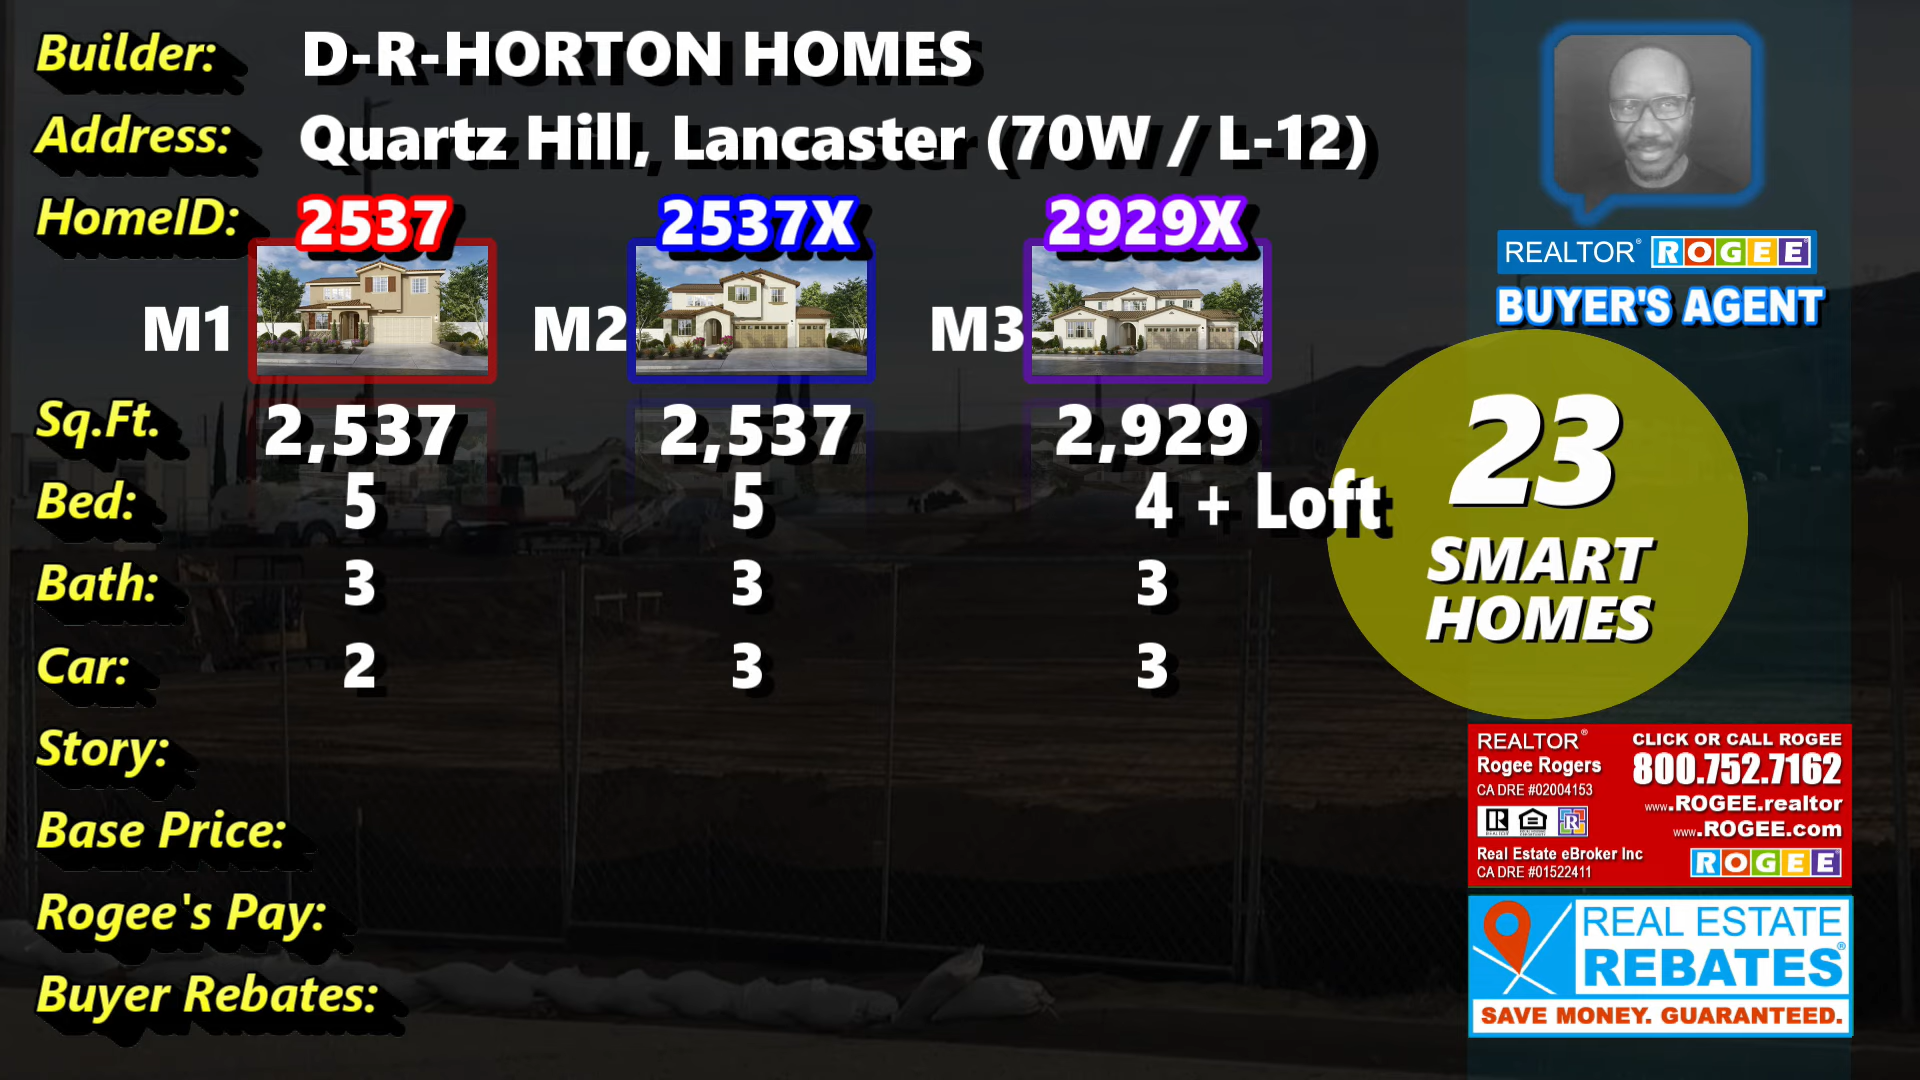 Builder: D-R-HORTON HOMES
Address: Quartz Hill, Lancaster (70W / L-12)
HomeID: 2537 2537X 2929X
M1 M2 M3
Sq.Ft. 2,537 2,537 2,929
Bed: 5 5 4 + Loft
Bath: 3 3 3
Car: 2 3 3
Story:
Base Price:
Rogee's Pay:
Buyer Rebates:
REALTOR® ROGEE®
BUYER'S AGENT
23
SMART
HOMES
REALTOR®
Rogee Rogers
CA DRE #02004153
Real Estate eBroker Inc
CA DRE #01522411
CLICK OR CALL ROGEE
800.752.7162
www.ROGEE.realtor
www.ROGEE.com
ROGEE
REAL ESTATE
REBATES®
SAVE MONEY. GUARANTEED.